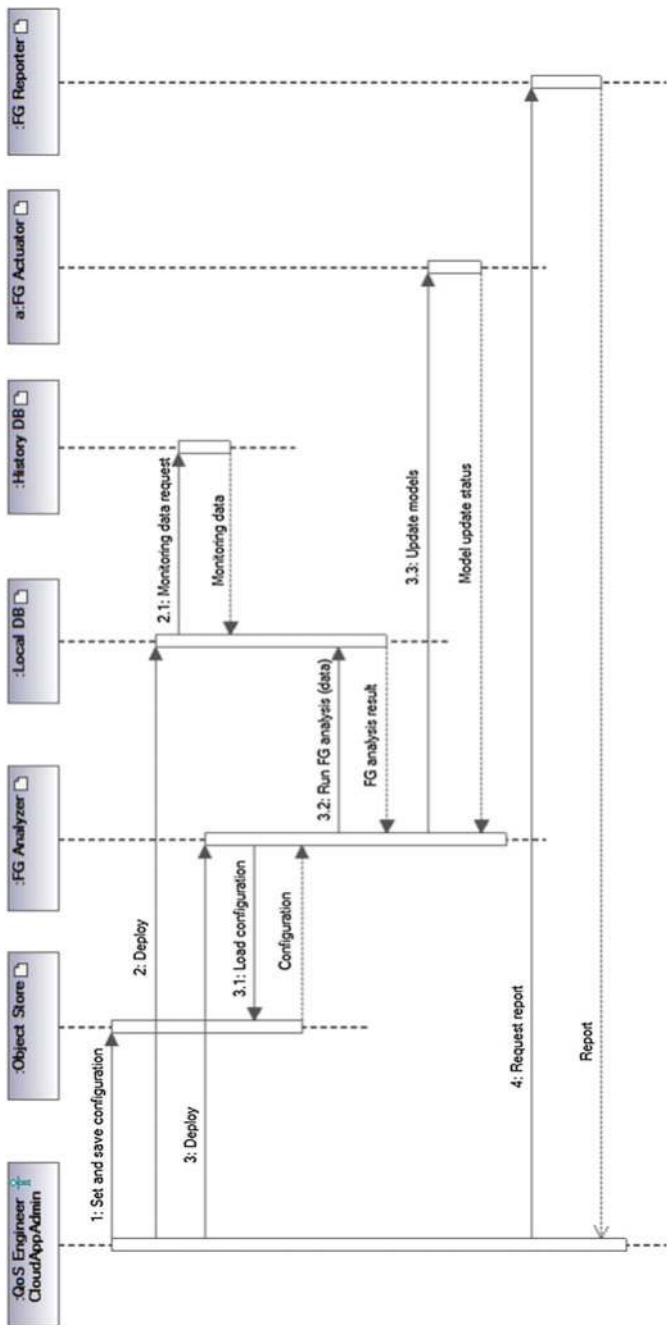 :QoS Engineer
CloudAppAdmin
:Object Store
:FG Analyzer
:Local DB
:History DB
a:FG Actuator
:FG Reporter
1: Set and save configuration
2: Deploy
2.1: Monitoring data request
3: Deploy
Monitoring data
3.1: Load configuration
Configuration
3.2: Run FG analysis (data)
FG analysis result
3.3: Update models
Model update status
4: Request report
Report